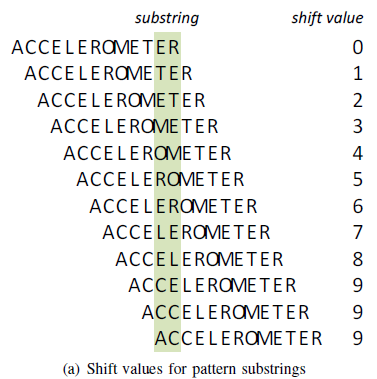 substring shift value
ACCELEROMETER 0
ACCELEROMETER 1
ACCELEROMETER 2
ACCELEROMETER 3
ACCELEROMETER 4
ACCELEROMETER 5
ACCELEROMETER 6
ACCELEROMETER 7
ACCELEROMETER 8
ACCELEROMETER 9
ACCELEROMETER 9
ACCELEROMETER 9
(a) Shift values for pattern substrings